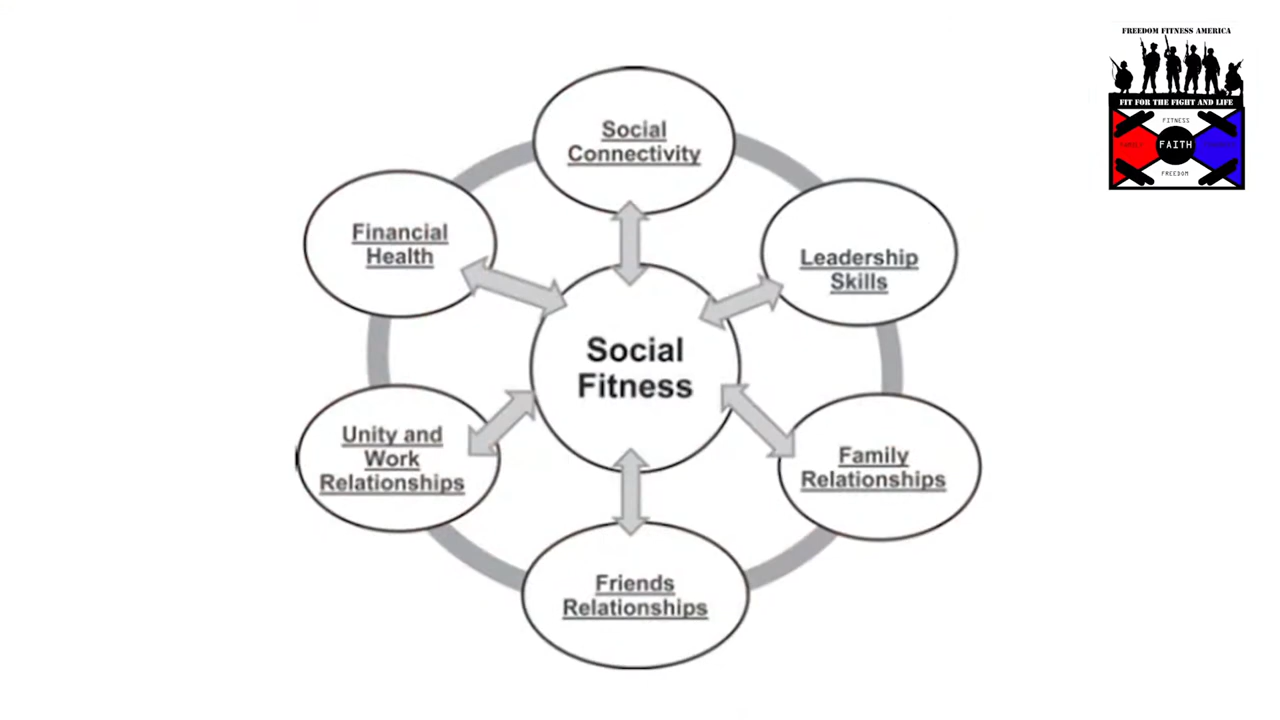 FREEDOM FITNESS AMERICA
FIT FOR THE FIGHT AND LIFE
FITNESS
FAMILY
FAITH
FREEDOM
Social
Connectivity
Financial
Health
Leadership
Skills
Social
Fitness
Unity and
Work
Relationships
Family
Relationships
Friends
Relationships